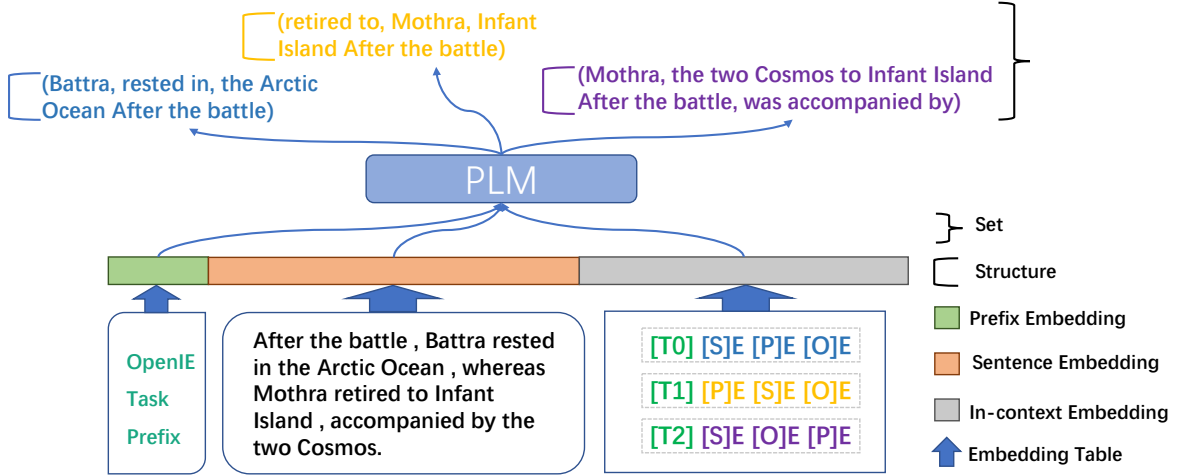 (retired to, Mothra, Infant
Island After the battle)
(Battra, rested in, the Arctic
Ocean After the battle)
(Mothra, the two Cosmos to Infant Island
After the battle, was accompanied by)
PLM
Set
Structure
Prefix Embedding
Sentence Embedding
In-context Embedding
Embedding Table
OpenIE
Task
Prefix
After the battle , Battra rested
in the Arctic Ocean , whereas
Mothra retired to Infant
Island , accompanied by the
two Cosmos.
[T0] [S]E [P]E [O]E
[T1] [P]E [S]E [O]E
[T2] [S]E [O]E [P]E